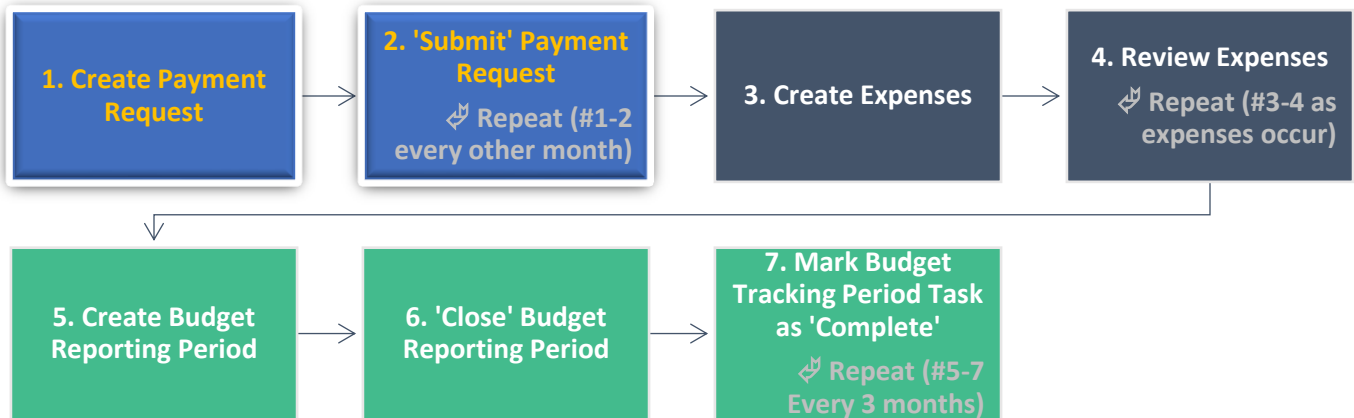 1. Create Payment
Request
2. 'Submit' Payment
Request
Repeat (#1-2
every other month)
3. Create Expenses
4. Review Expenses
Repeat (#3-4 as
expenses occur)
5. Create Budget
Reporting Period
6. 'Close' Budget
Reporting Period
7. Mark Budget
Tracking Period Task
as 'Complete'
Repeat (#5-7
Every 3 months)